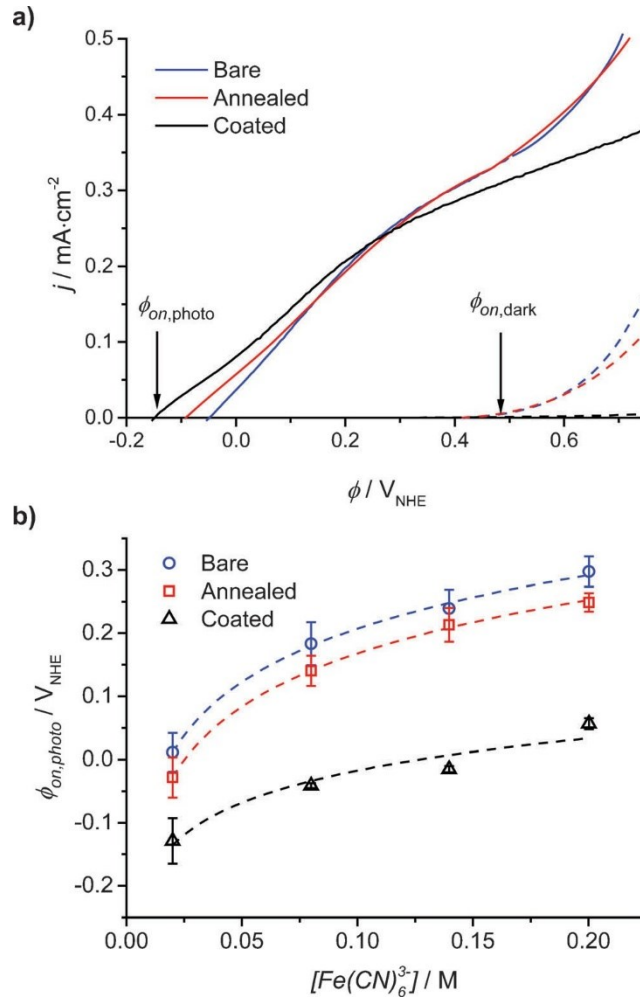 a)
0.5
0.4
0.3
0.2
0.1
0.0
j / mA·cm⁻²
Bare
Annealed
Coated
ϕon,photo
ϕon,dark
-0.2
0.0
0.2
0.4
0.6
ϕ / VNHE
b)
0.3
0.2
0.1
0.0
-0.1
-0.2
ϕon,photo / VNHE
Bare
Annealed
Coated
0.00
0.05
0.10
0.15
0.20
[Fe(CN)₆³⁻] / M